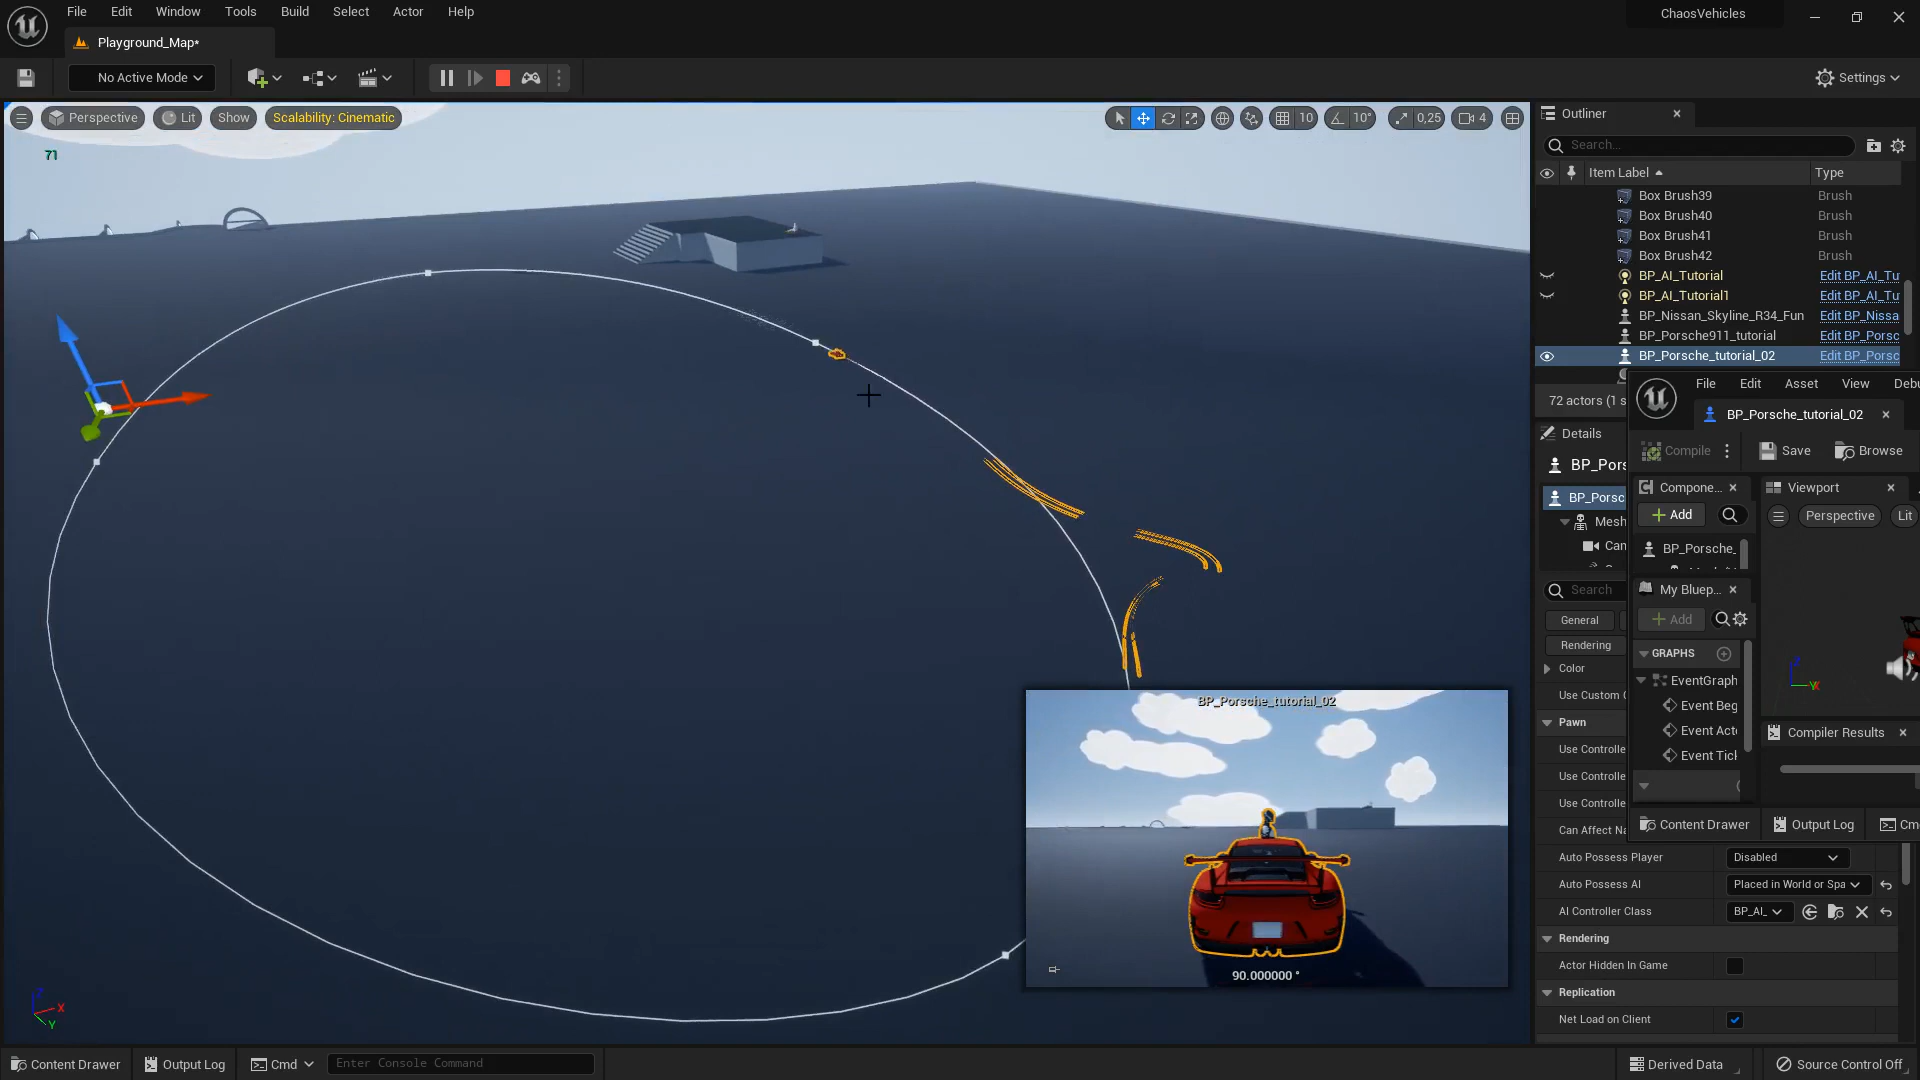 File Edit Window Tools Build Select Actor Help
ChaosVehicles
Playground_Map*
No Active Mode
Settings
Perspective Lit Show Scalability: Cinematic
10 10° 0,25 4
71
Outliner
Search...
Item Label Type
Box Brush39 Brush
Box Brush40 Brush
Box Brush41 Brush
Box Brush42 Brush
BP_AI_Tutorial Edit BP_AI_Tu
BP_AI_Tutorial1 Edit BP_AI_Tu
BP_Nissan_Skyline_R34_Fun Edit BP_Nissa
BP_Porsche911_tutorial Edit BP_Porsc
BP_Porsche_tutorial_02 Edit BP_Porsc
72 actors (1 s
Details
BP_Pors
BP_Porsc
Mesh
Can
Search
General
Rendering
Color
Use Custom
Pawn
Use Controlle
Use Controlle
Use Controlle
Can Affect Na
Auto Possess Player Disabled
Auto Possess AI Placed in World or Spa
AI Controller Class BP_AI_
Rendering
Actor Hidden In Game
Replication
Net Load on Client
File Edit Asset View Debu
BP_Porsche_tutorial_02
Compile Save Browse
Compone... Viewport
Add Perspective Lit
BP_Porsche_
My Bluep...
Add
GRAPHS
EventGraph
Event Beg
Event Acto
Event Tick
Compiler Results
Content Drawer Output Log Cm
BP_Porsche_tutorial_02
90.000000 °
Z X Y
Content Drawer Output Log Cmd Enter Console Command
Derived Data Source Control Off